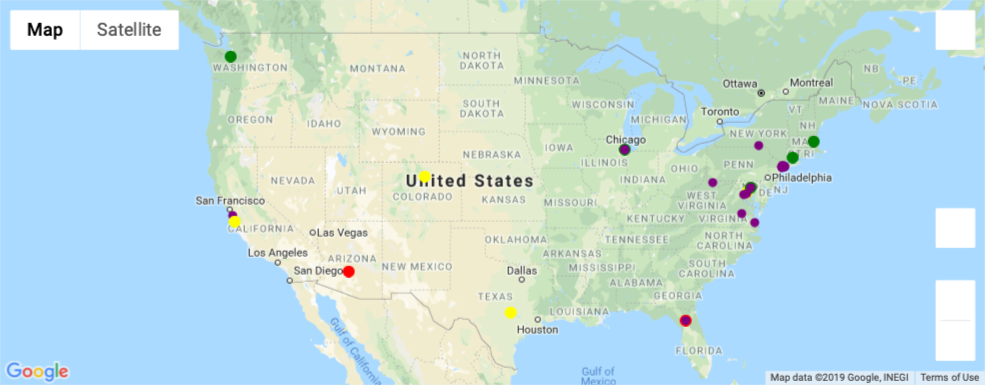 Map
Satellite
WASHINGTON
MONTANA
NORTH
DAKOTA
MINNESOTA
Ottawa
Montreal
NB
PE
MAINE
NOVA SCOTIA
OREGON
IDAHO
SOUTH
DAKOTA
WISCONSIN
MICHIGAN
Toronto
VT
NH
WYOMING
Chicago
NEW YORK
MA
RI
NEBRASKA
IOWA
ILLINOIS
INDIANA
OHIO
PENN
Philadelphia
NEVADA
UTAH
United States
COLORADO
KANSAS
MISSOURI
WEST
VIRGINIA
DE
NJ
San Francisco
CALIFORNIA
KENTUCKY
VIRGINIA
Las Vegas
OKLAHOMA
TENNESSEE
NORTH
CAROLINA
Los Angeles
ARIZONA
NEW MEXICO
ARKANSAS
SOUTH
CAROLINA
San Diego
Dallas
MISSISSIPPI
ALABAMA
GEORGIA
TEXAS
LOUISIANA
Houston
Gulf of
California
FLORIDA
Gulf of
Mexico
Google
Map data ©2019 Google, INEGI
Terms of Use